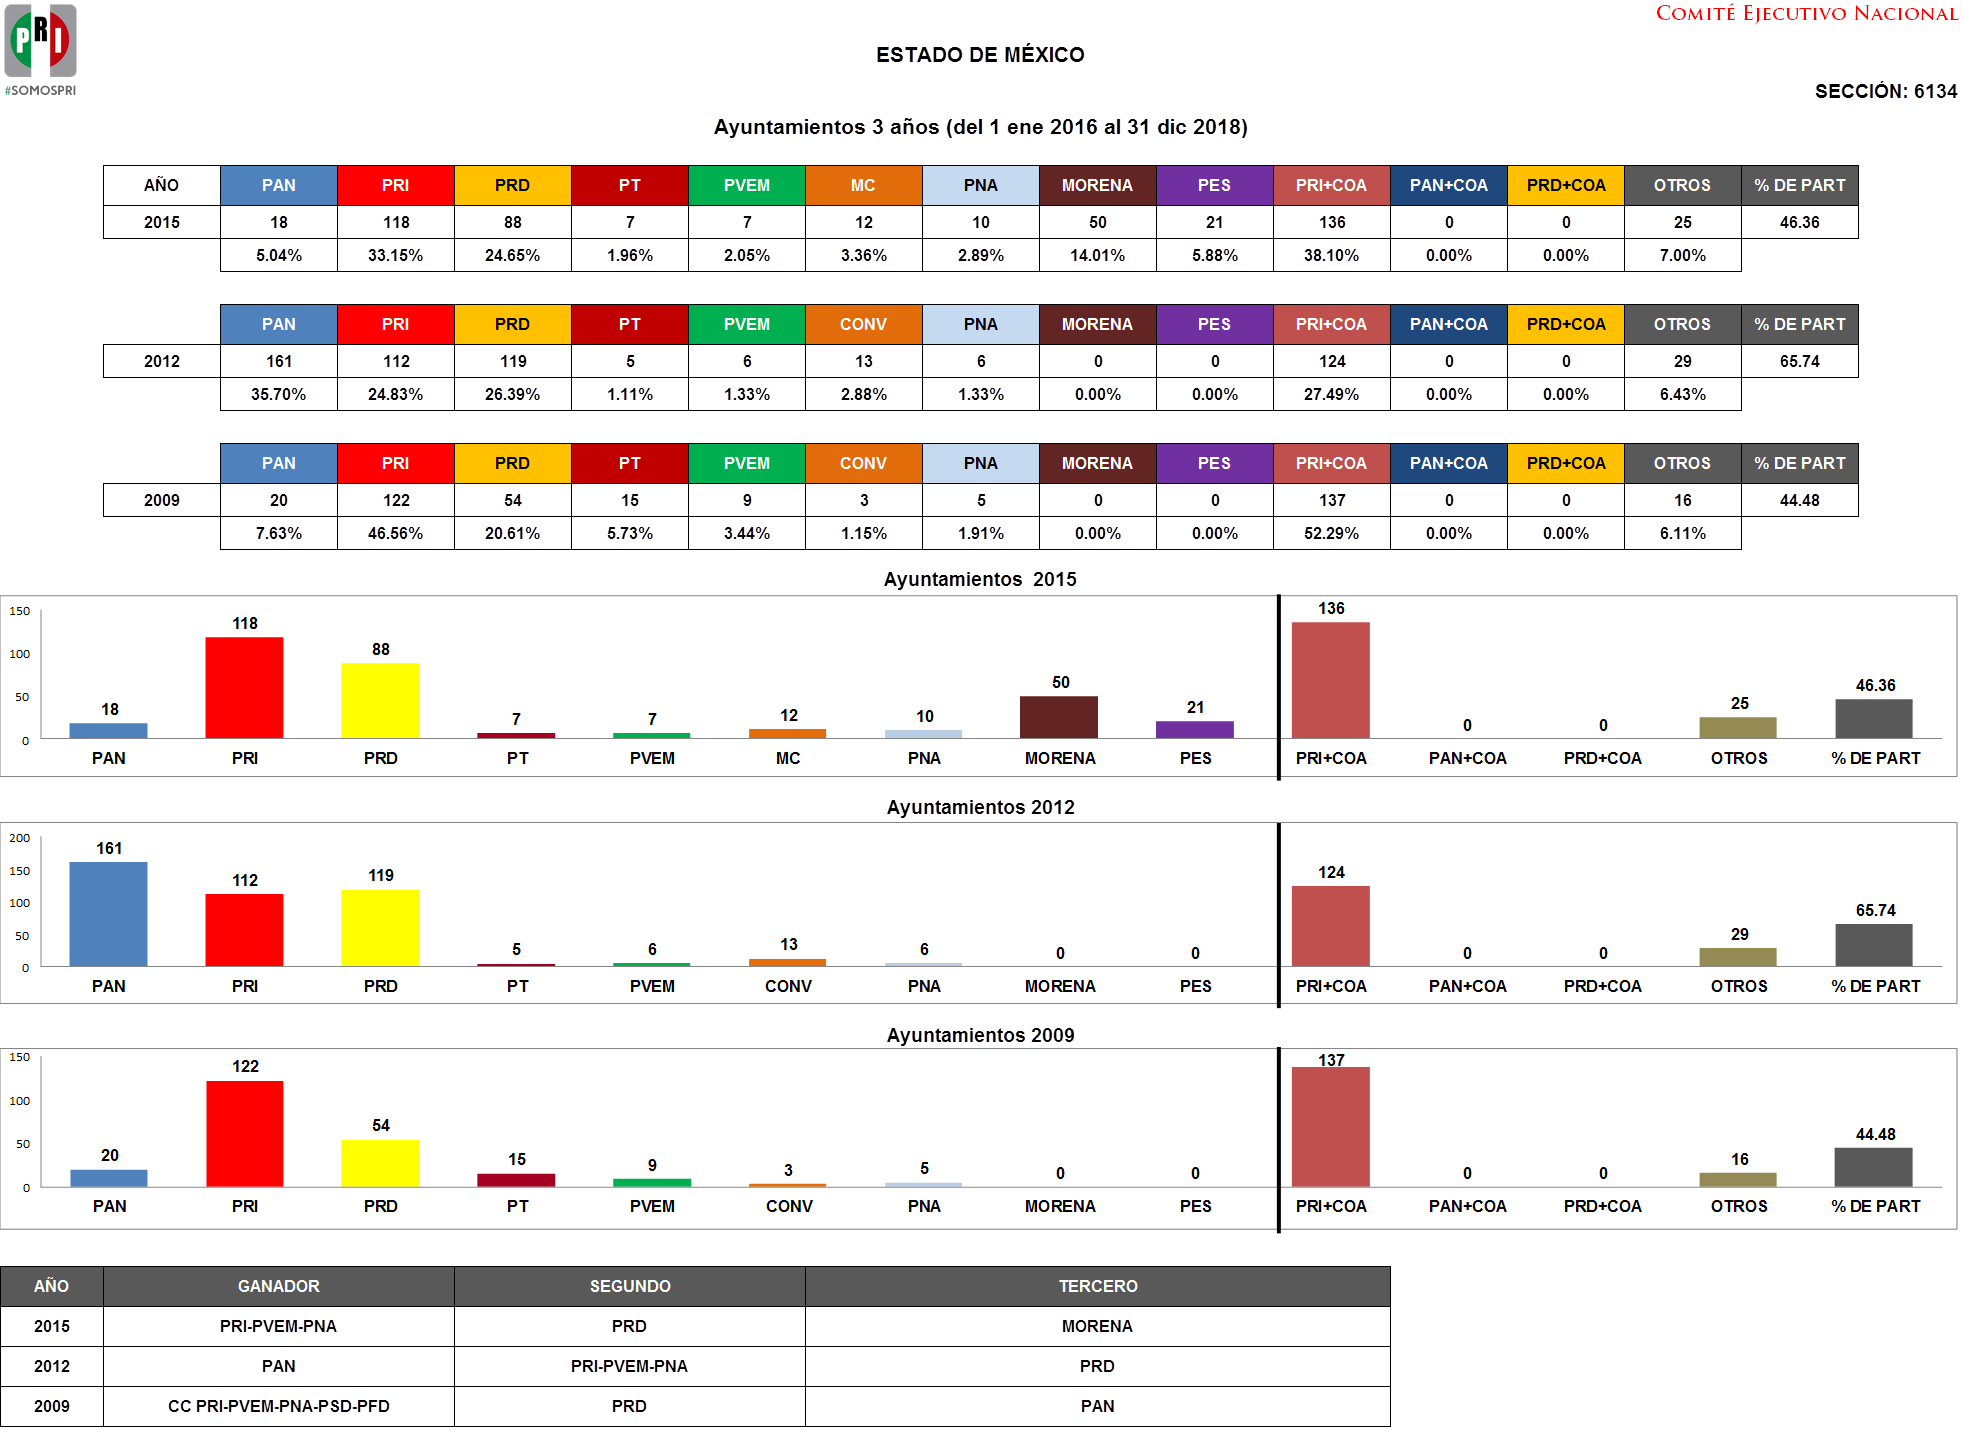 COMITÉ EJECUTIVO NACIONAL
PRI
#SOMOSPRI
ESTADO DE MÉXICO
SECCIÓN: 6134
Ayuntamientos 3 años (del 1 ene 2016 al 31 dic 2018)
AÑO PAN PRI PRD PT PVEM MC PNA MORENA PES PRI+COA PAN+COA PRD+COA OTROS % DE PART
2015 18 118 88 7 7 12 10 50 21 136 0 0 25 46.36
5.04% 33.15% 24.65% 1.96% 2.05% 3.36% 2.89% 14.01% 5.88% 38.10% 0.00% 0.00% 7.00%
PAN PRI PRD PT PVEM CONV PNA MORENA PES PRI+COA PAN+COA PRD+COA OTROS % DE PART
2012 161 112 119 5 6 13 6 0 0 124 0 0 29 65.74
35.70% 24.83% 26.39% 1.11% 1.33% 2.88% 1.33% 0.00% 0.00% 27.49% 0.00% 0.00% 6.43%
PAN PRI PRD PT PVEM CONV PNA MORENA PES PRI+COA PAN+COA PRD+COA OTROS % DE PART
2009 20 122 54 15 9 3 5 0 0 137 0 0 16 44.48
7.63% 46.56% 20.61% 5.73% 3.44% 1.15% 1.91% 0.00% 0.00% 52.29% 0.00% 0.00% 6.11%
Ayuntamientos 2015
150
100
50
0
18 118 88 7 7 12 10 50 21 136 0 0 25 46.36
PAN PRI PRD PT PVEM MC PNA MORENA PES PRI+COA PAN+COA PRD+COA OTROS % DE PART
Ayuntamientos 2012
200
150
100
50
0
161 112 119 5 6 13 6 0 0 124 0 0 29 65.74
PAN PRI PRD PT PVEM CONV PNA MORENA PES PRI+COA PAN+COA PRD+COA OTROS % DE PART
Ayuntamientos 2009
150
100
50
0
20 122 54 15 9 3 5 0 0 137 0 0 16 44.48
PAN PRI PRD PT PVEM CONV PNA MORENA PES PRI+COA PAN+COA PRD+COA OTROS % DE PART
AÑO GANADOR SEGUNDO TERCERO
2015 PRI-PVEM-PNA PRD MORENA
2012 PAN PRI-PVEM-PNA PRD
2009 CC PRI-PVEM-PNA-PSD-PFD PRD PAN